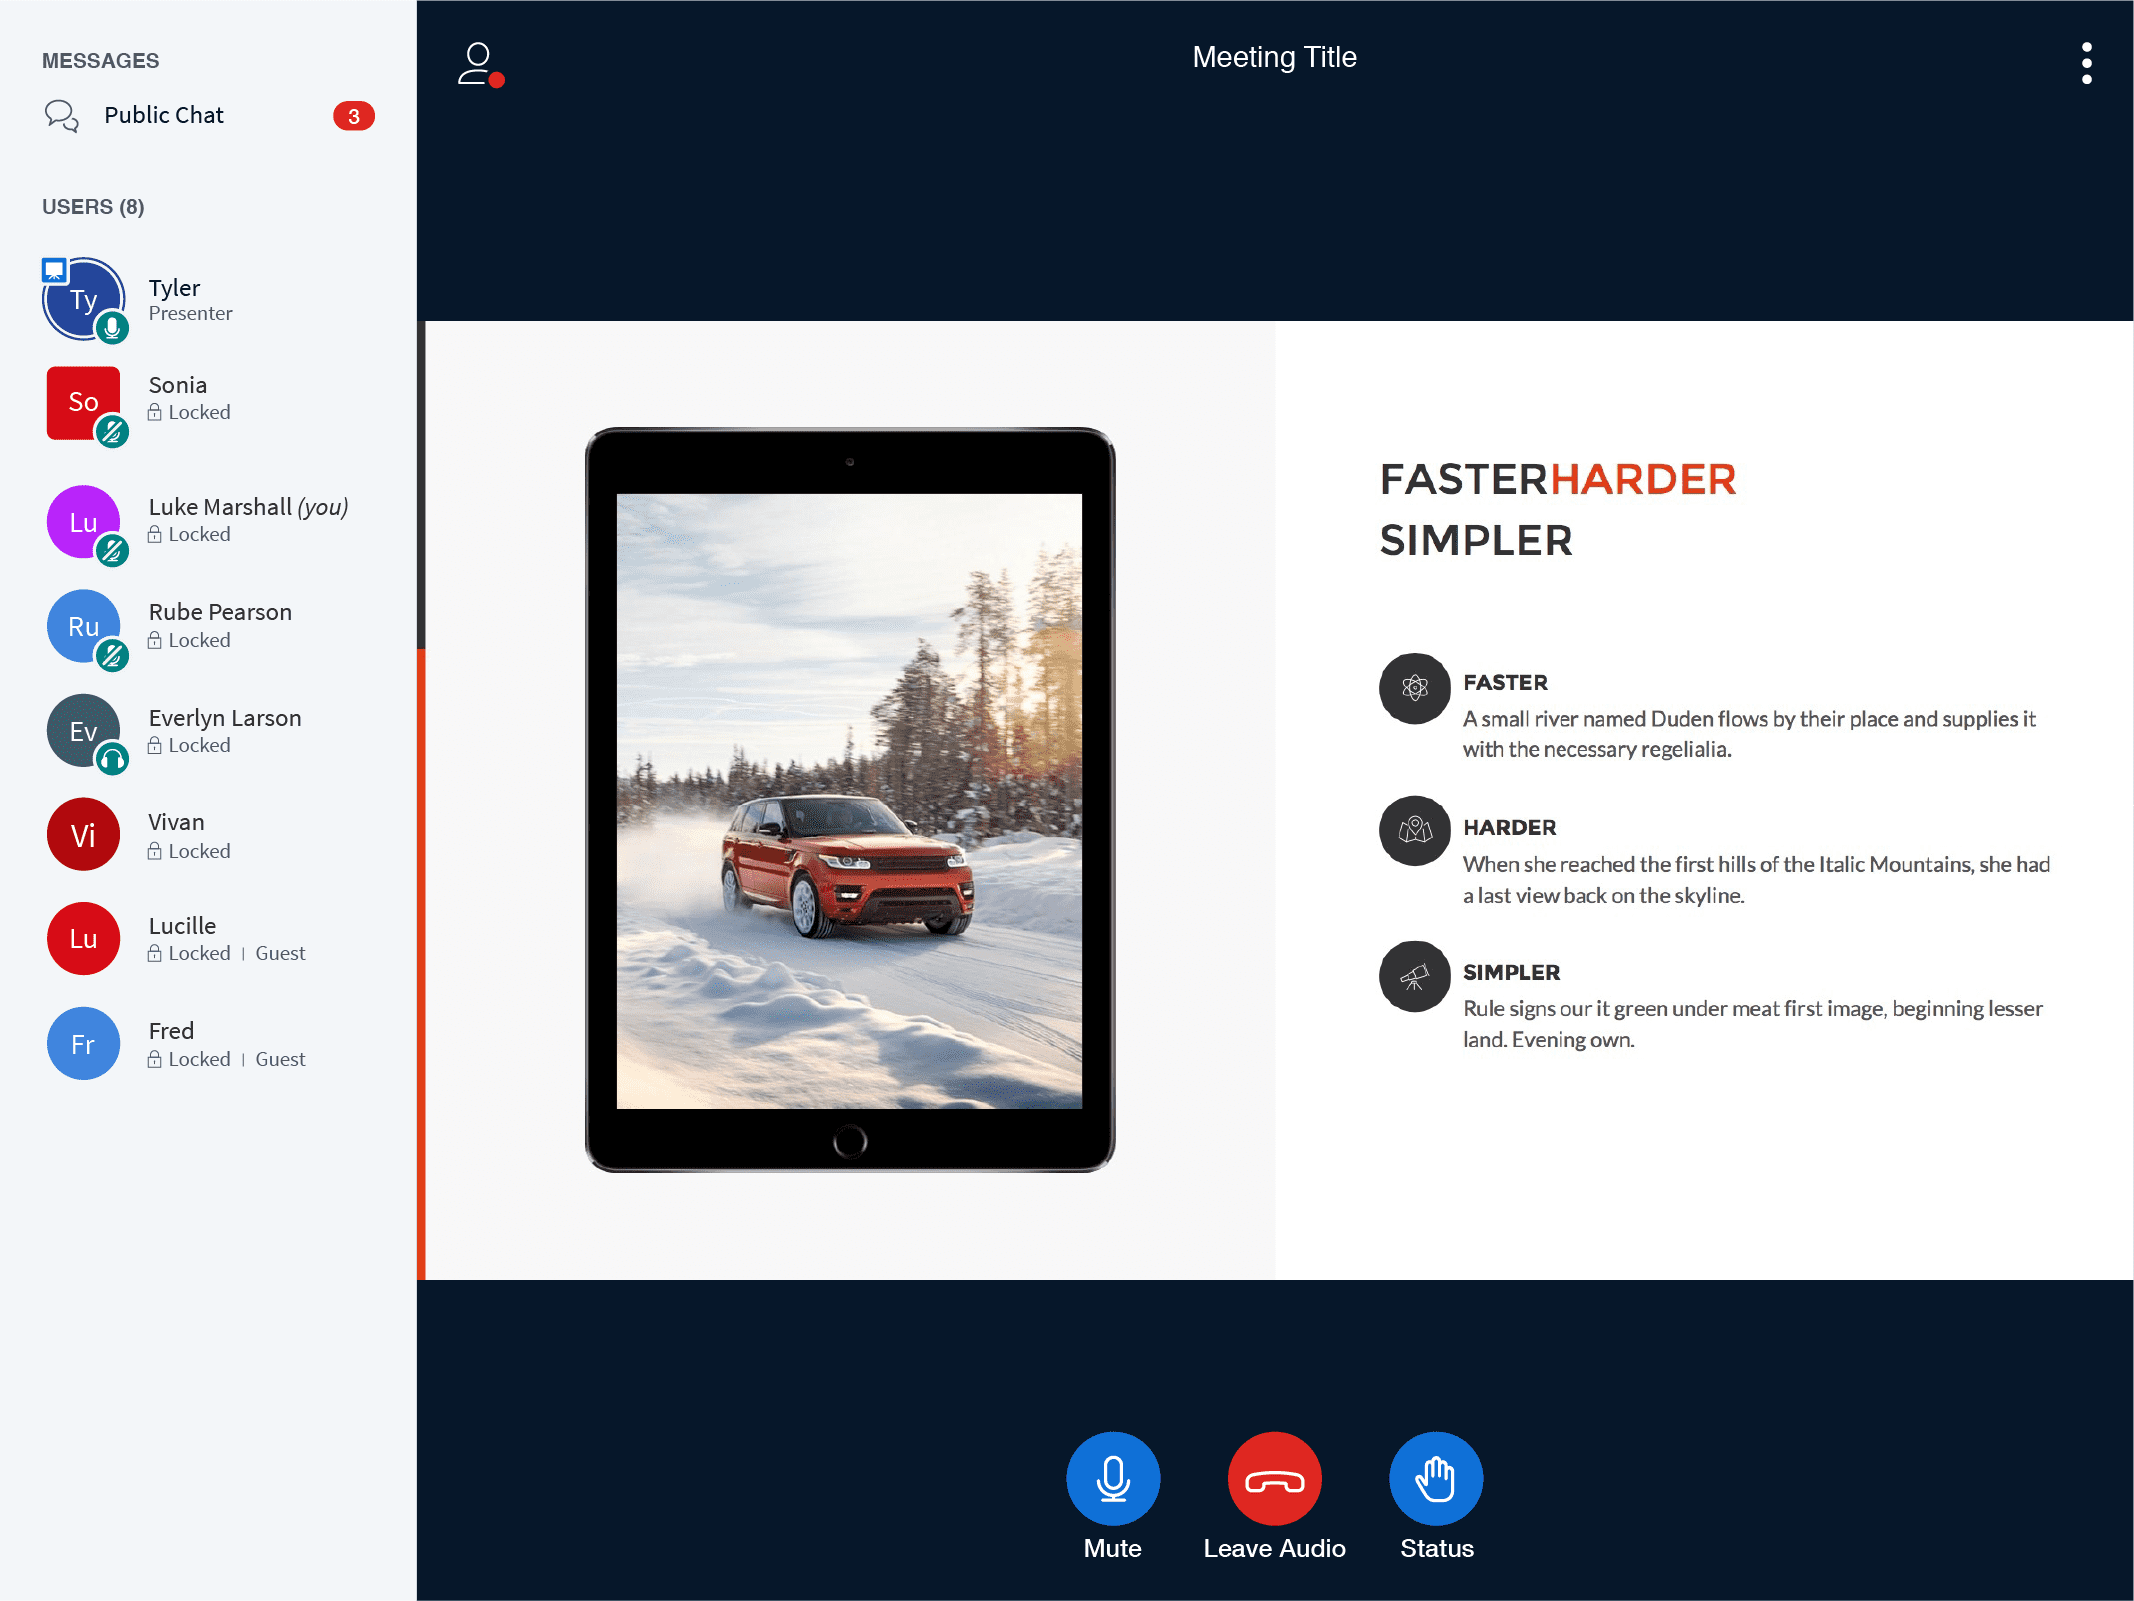 MESSAGES
Public Chat
3
USERS (8)
Ty
Tyler
Presenter
So
Sonia
Locked
Lu
Luke Marshall (you)
Locked
Ru
Rube Pearson
Locked
Ev
Everlyn Larson
Locked
Vi
Vivan
Locked
Lu
Lucille
Locked | Guest
Fr
Fred
Locked | Guest
Meeting Title
FASTERHARDER
SIMPLER
FASTER
A small river named Duden flows by their place and supplies it
with the necessary regelialia.
HARDER
When she reached the first hills of the Italic Mountains, she had
a last view back on the skyline.
SIMPLER
Rule signs our it green under meat first image, beginning lesser
land. Evening own.
Mute
Leave Audio
Status